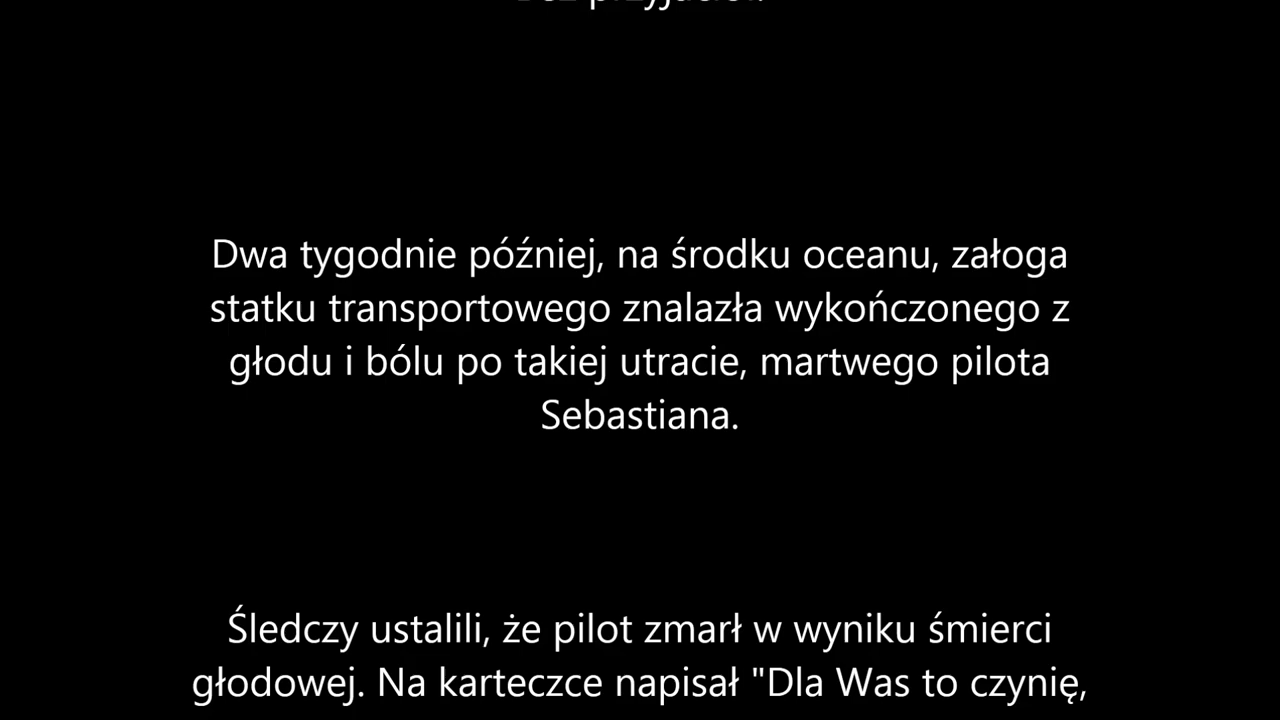 Dwa tygodnie później, na środku oceanu, załoga
statku transportowego znalazła wykończonego z
głodu i bólu po takiej utracie, martwego pilota
Sebastiana.
Śledczy ustalili, że pilot zmarł w wyniku śmierci
głodowej. Na karteczce napisał "Dla Was to czynię,